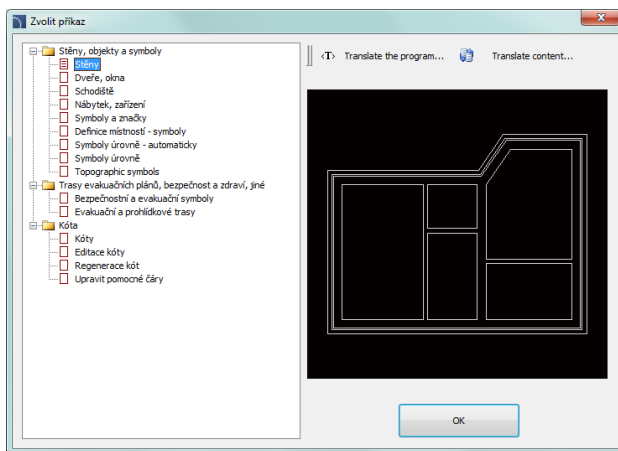 Zvolit příkaz
Stěny, objekty a symboly
Stěny
Dveře, okna
Schodiště
Nábytek, zařízení
Symboly a značky
Definice místností - symboly
Symboly úrovně - automaticky
Symboly úrovně
Topographic symbols
Trasy evakuačních plánů, bezpečnost a zdraví, jiné
Bezpečnostní a evakuační symboly
Evakuační a prohlídkové trasy
Kóta
Kóty
Editace kóty
Regenerace kót
Upravit pomocné čáry
<T> Translate the program... Translate content...
OK